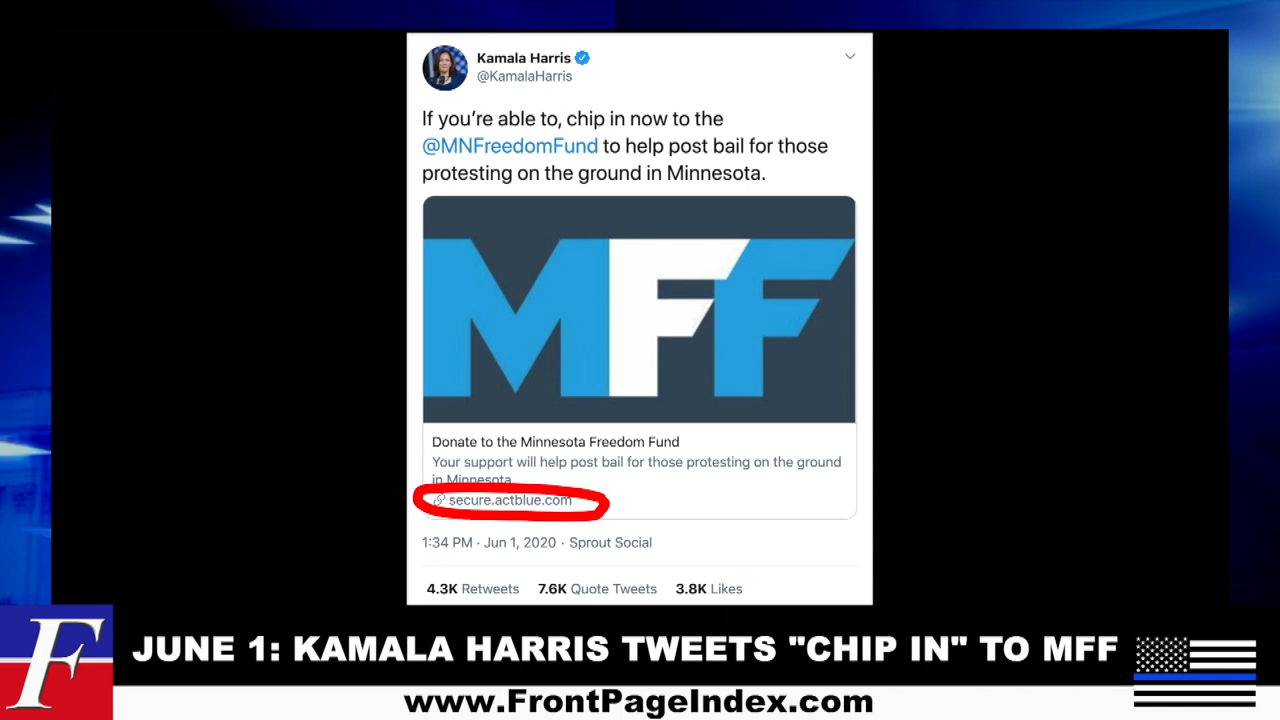 Kamala Harris
@KamalaHarris
If you're able to, chip in now to the
@MNFreedomFund to help post bail for those
protesting on the ground in Minnesota.
MFF
Donate to the Minnesota Freedom Fund
Your support will help post bail for those protesting on the ground
in Minnesota
secure.actblue.com
1:34 PM · Jun 1, 2020 · Sprout Social
4.3K Retweets 7.6K Quote Tweets 3.8K Likes
F
JUNE 1: KAMALA HARRIS TWEETS "CHIP IN" TO MFF
www.FrontPageIndex.com